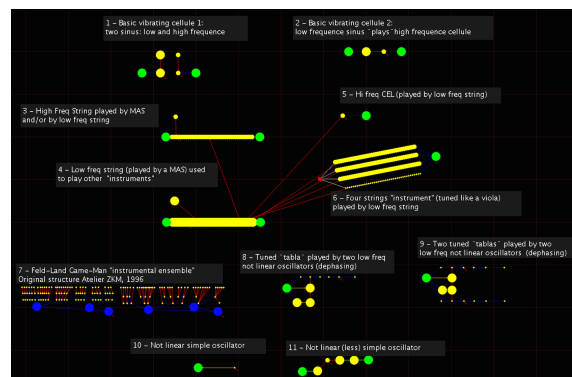 1 - Basic vibrating cellule 1:
two sinus: low and high frequence
2 - Basic vibrating cellule 2:
low frequence sinus "plays" high frequence cellule
5 - Hi freq CEL (played by low freq)
3 - High Freq String played by MAS
and/or by low freq string
4 - Low freq string (played by a MAS) used
to play other "instruments"
6 - Four strings "instrument" (tuned like a viola)
played by low freq string
7 - Feld-Land Game-Man "instrumental ensemble"
Original structure Atelier ZKM, 1996
8 - Tuned "tabla" played by two low freq
not linear oscillators (dephasing)
9 - Two tuned "tablas" played by two
low freq not linear oscillators (dephasing)
10 - Not linear simple oscillator
11 - Not linear (less) simple oscillator